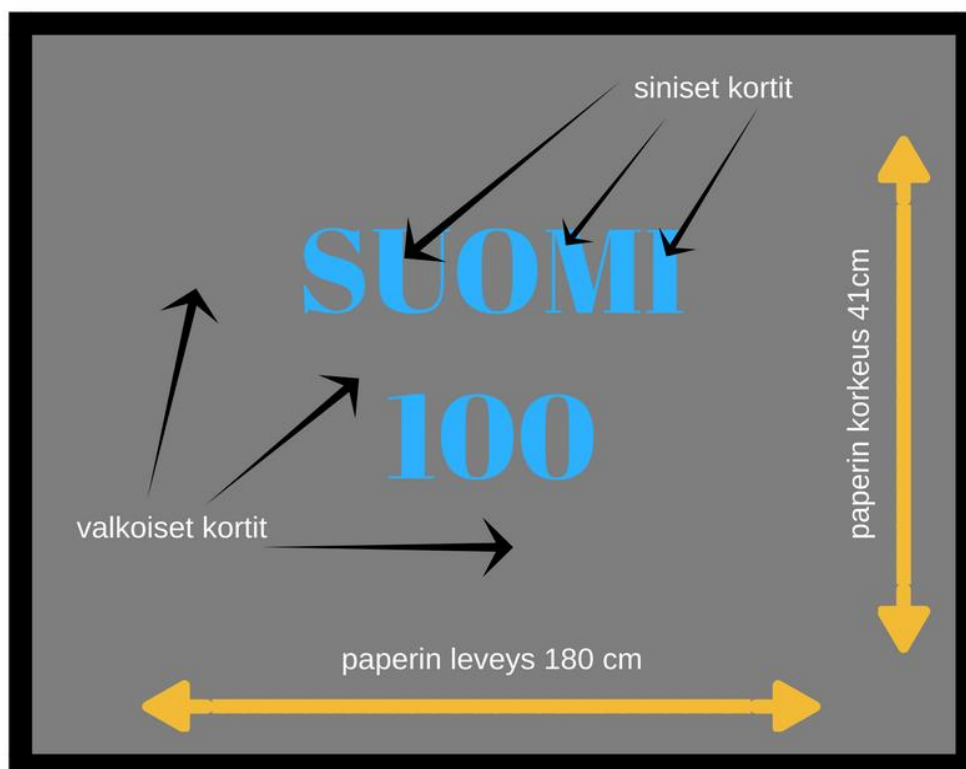 siniset kortit
SUOMI
100
paperin korkeus 41cm
valkoiset kortit
paperin leveys 180 cm